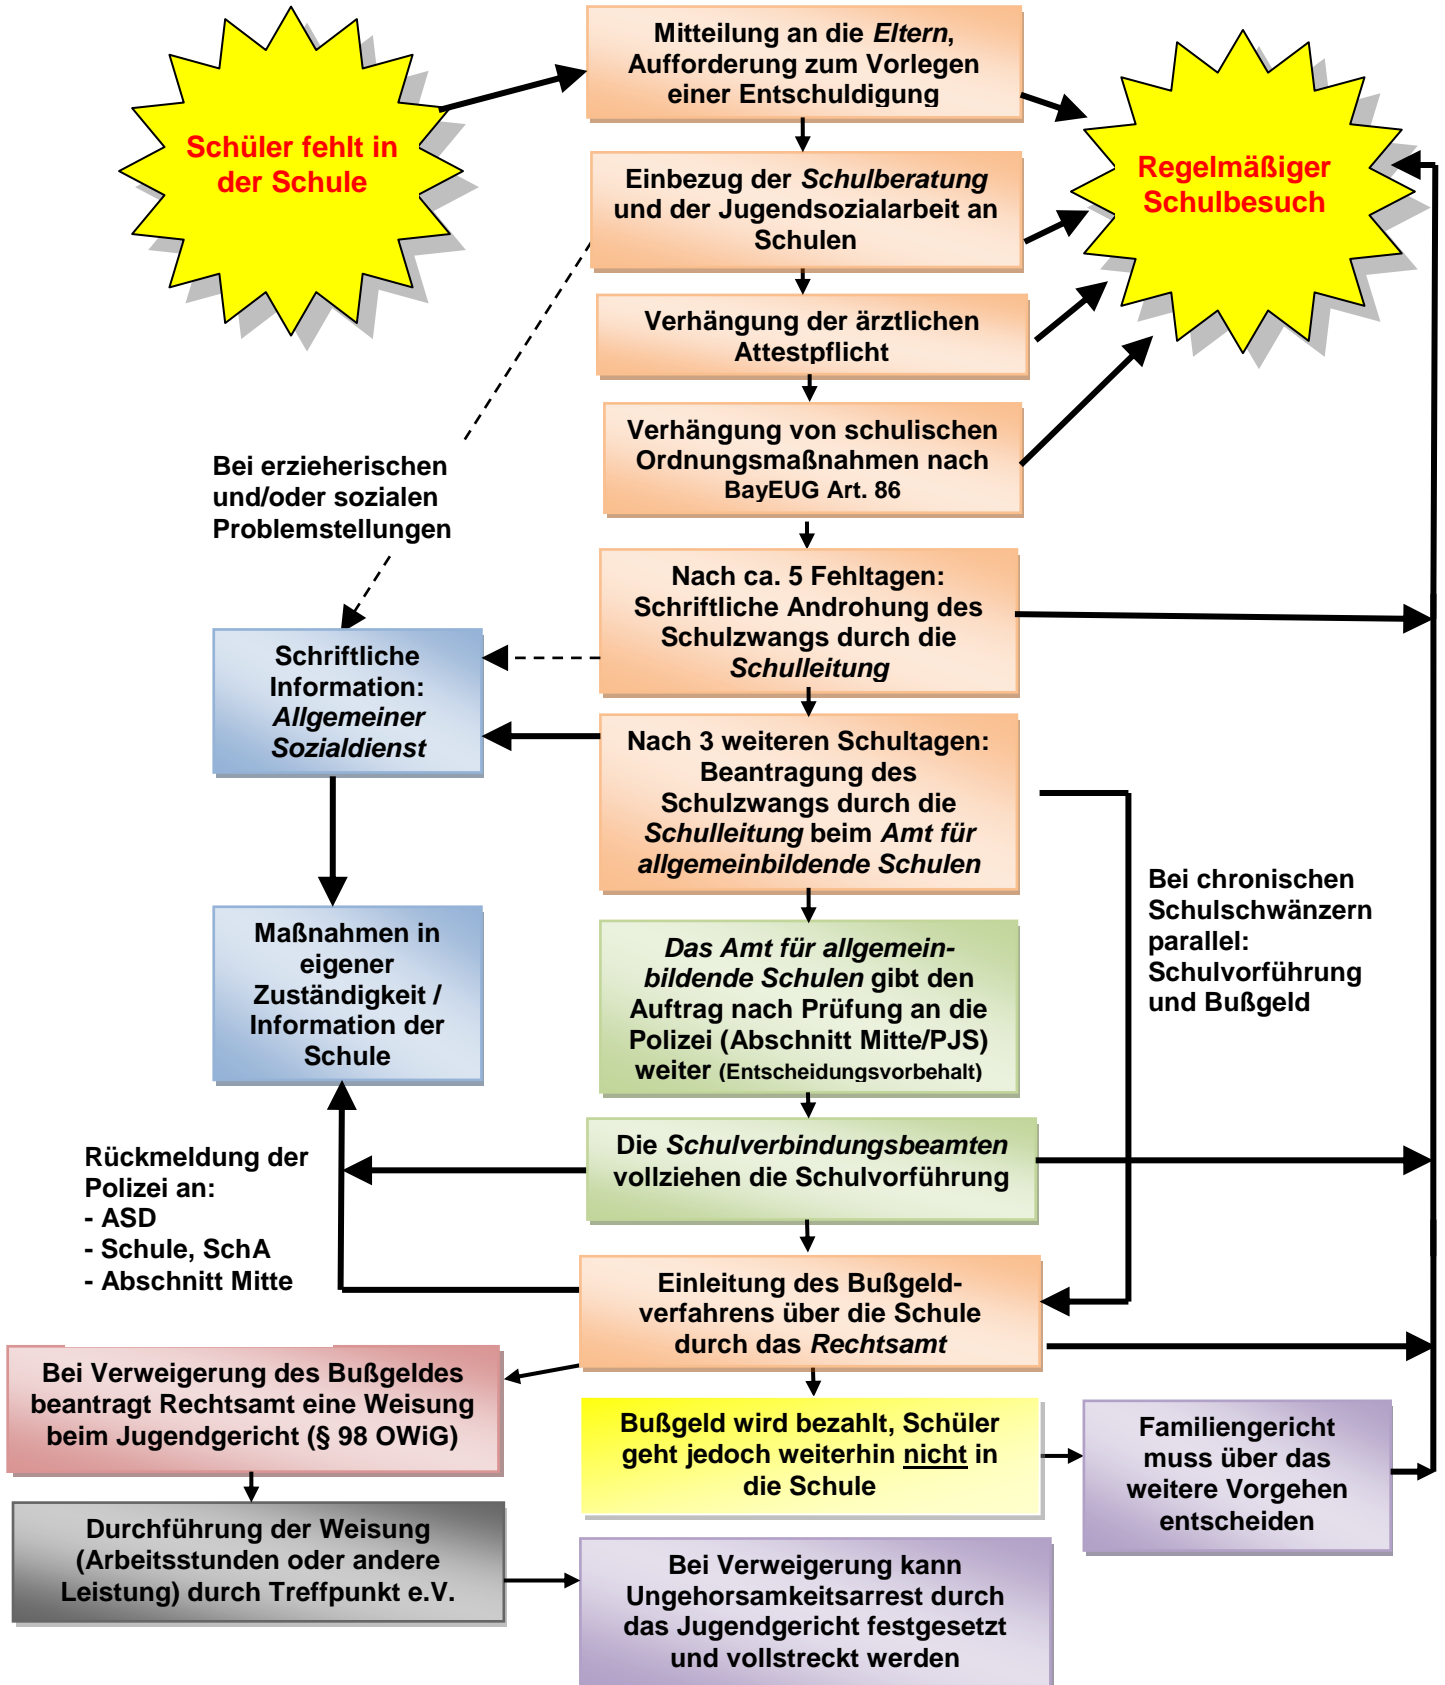 Schüler fehlt in
der Schule
Mitteilung an die Eltern,
Aufforderung zum Vorlegen
einer Entschuldigung
Regelmäßiger
Schulbesuch
Einbezug der Schulberatung
und der Jugendsozialarbeit an
Schulen
Verhängung der ärztlichen
Attestpflicht
Verhängung von schulischen
Ordnungsmaßnahmen nach
BayEUG Art. 86
Bei erzieherischen
und/oder sozialen
Problemstellungen
Nach ca. 5 Fehltagen:
Schriftliche Androhung des
Schulzwangs durch die
Schulleitung
Schriftliche
Information:
Allgemeiner
Sozialdienst
Nach 3 weiteren Schultagen:
Beantragung des
Schulzwangs durch die
Schulleitung beim Amt für
allgemeinbildende Schulen
Bei chronischen
Schulschwänzern
parallel:
Schulvorführung
und Bußgeld
Maßnahmen in
eigener
Zuständigkeit /
Information der
Schule
Das Amt für allgemein-
bildende Schulen gibt den
Auftrag nach Prüfung an die
Polizei (Abschnitt Mitte/PJS)
weiter (Entscheidungsvorbehalt)
Die Schulverbindungsbeamten
vollziehen die Schulvorführung
Rückmeldung der
Polizei an:
- ASD
- Schule, SchA
- Abschnitt Mitte
Einleitung des Bußgeld-
verfahrens über die Schule
durch das Rechtsamt
Bei Verweigerung des Bußgeldes
beantragt Rechtsamt eine Weisung
beim Jugendgericht (§ 98 OWiG)
Bußgeld wird bezahlt, Schüler
geht jedoch weiterhin nicht in
die Schule
Familiengericht
muss über das
weitere Vorgehen
entscheiden
Durchführung der Weisung
(Arbeitsstunden oder andere
Leistung) durch Treffpunkt e.V.
Bei Verweigerung kann
Ungehorsamkeitsarrest durch
das Jugendgericht festgesetzt
und vollstreckt werden